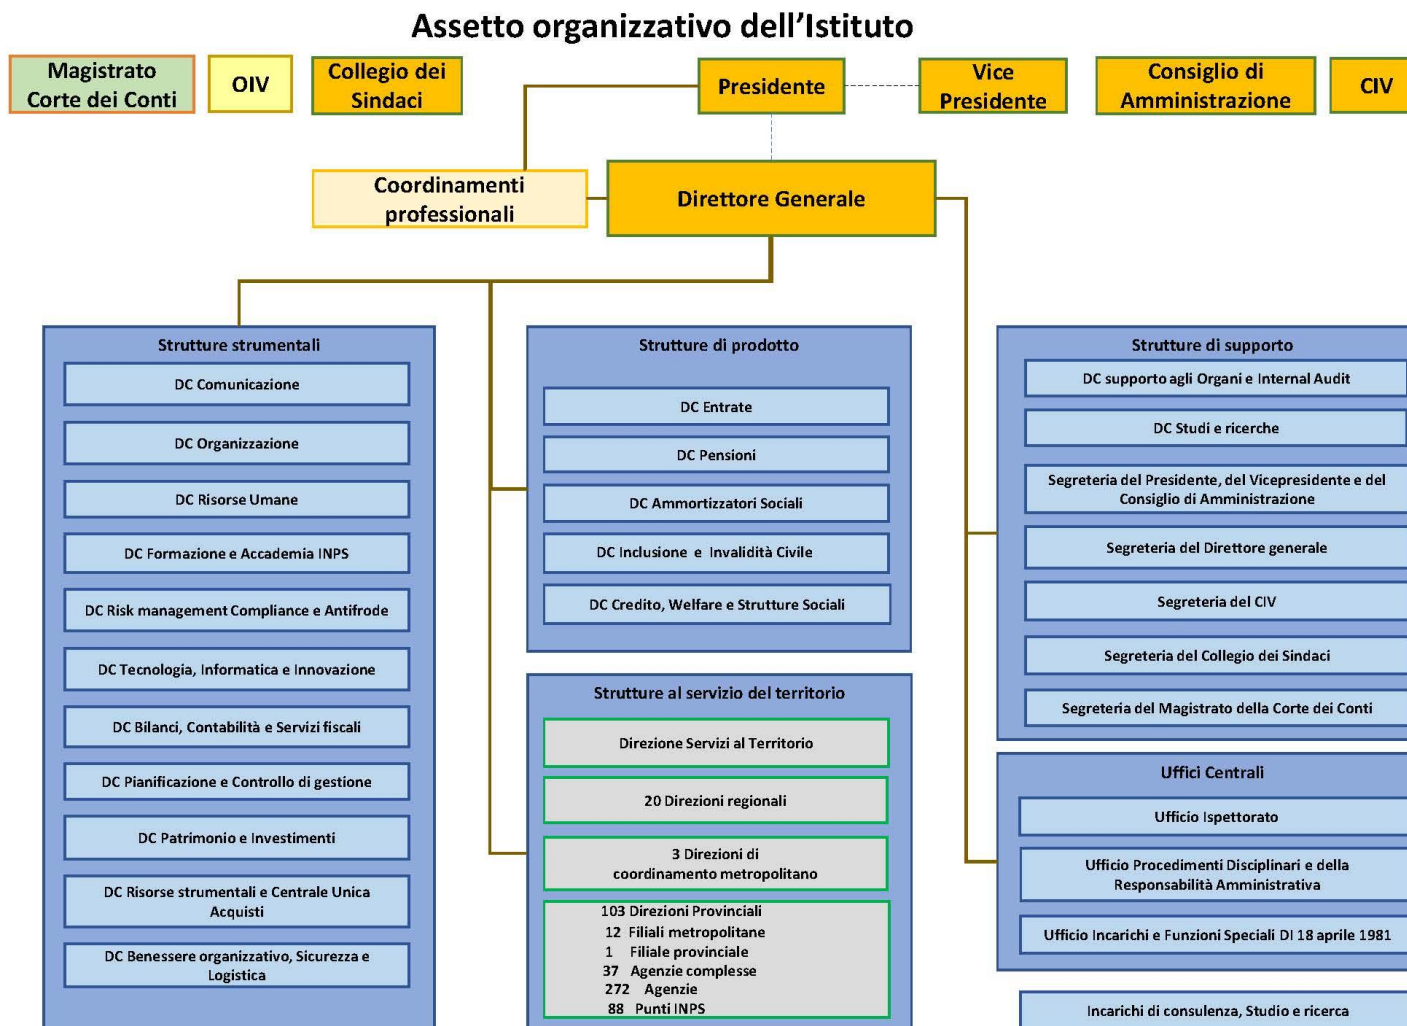 Assetto organizzativo dell’Istituto
Magistrato
Corte dei Conti
OIV
Collegio dei
Sindaci
Presidente
Vice
Presidente
Consiglio di
Amministrazione
CIV
Coordinamenti
professionali
Direttore Generale
Strutture strumentali
DC Comunicazione
DC Organizzazione
DC Risorse Umane
DC Formazione e Accademia INPS
DC Risk management Compliance e Antifrode
DC Tecnologia, Informatica e Innovazione
DC Bilanci, Contabilità e Servizi fiscali
DC Pianificazione e Controllo di gestione
DC Patrimonio e Investimenti
DC Risorse strumentali e Centrale Unica
Acquisti
DC Benessere organizzativo, Sicurezza e
Logistica
Strutture di prodotto
DC Entrate
DC Pensioni
DC Ammortizzatori Sociali
DC Inclusione e Invalidità Civile
DC Credito, Welfare e Strutture Sociali
Strutture al servizio del territorio
Direzione Servizi al Territorio
20 Direzioni regionali
3 Direzioni di
coordinamento metropolitano
103 Direzioni Provinciali
12 Filiali metropolitane
1 Filiale provinciale
37 Agenzie complesse
272 Agenzie
88 Punti INPS
Strutture di supporto
DC supporto agli Organi e Internal Audit
DC Studi e ricerche
Segreteria del Presidente, del Vicepresidente e del
Consiglio di Amministrazione
Segreteria del Direttore generale
Segreteria del CIV
Segreteria del Collegio dei Sindaci
Segreteria del Magistrato della Corte dei Conti
Uffici Centrali
Ufficio Ispettorato
Ufficio Procedimenti Disciplinari e della
Responsabilità Amministrativa
Ufficio Incarichi e Funzioni Speciali DI 18 aprile 1981
Incarichi di consulenza, Studio e ricerca